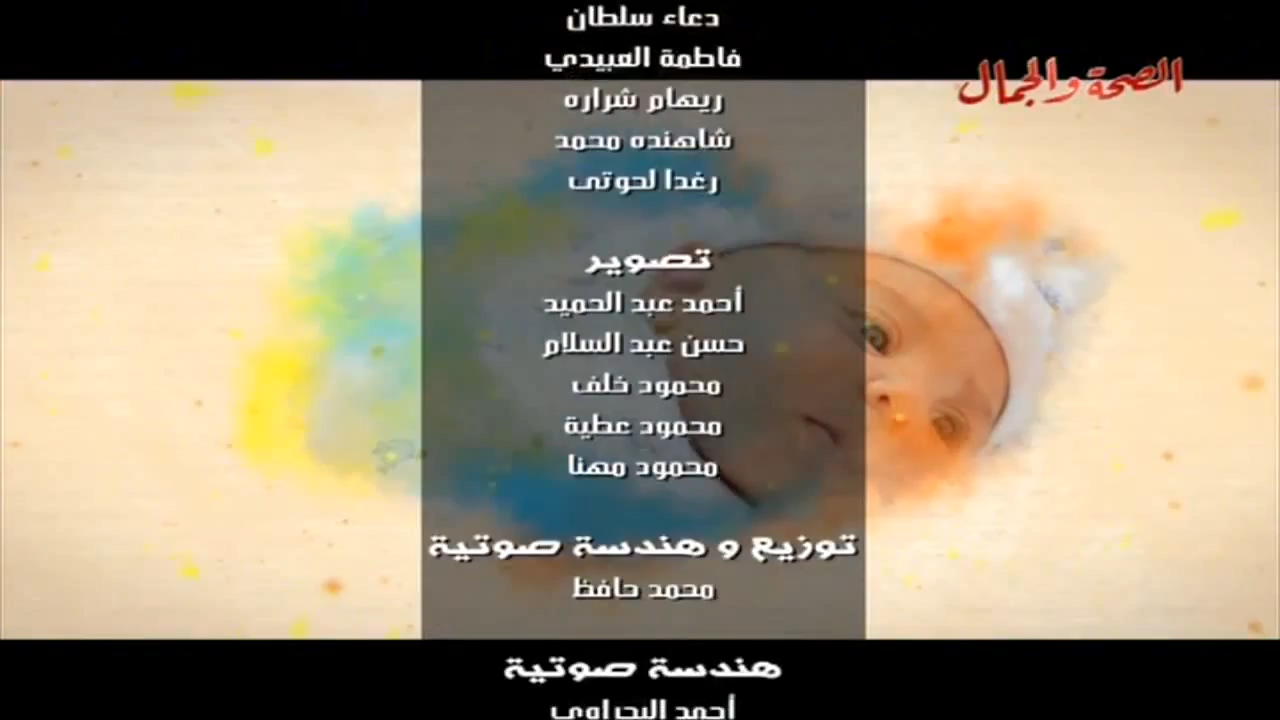 دعاء سلطان
فاطمة العبيدي
الصحة والجمال
ريهام شراره
شاهنده محمد
رغدا لحوتى
تصوير
أحمد عبد الحميد
حسن عبد السلام
محمود خلف
محمود عطية
محمود مهنا
توزيع و هندسة صوتية
محمد حافظ
هندسة صوتية
أحمد البحراوي